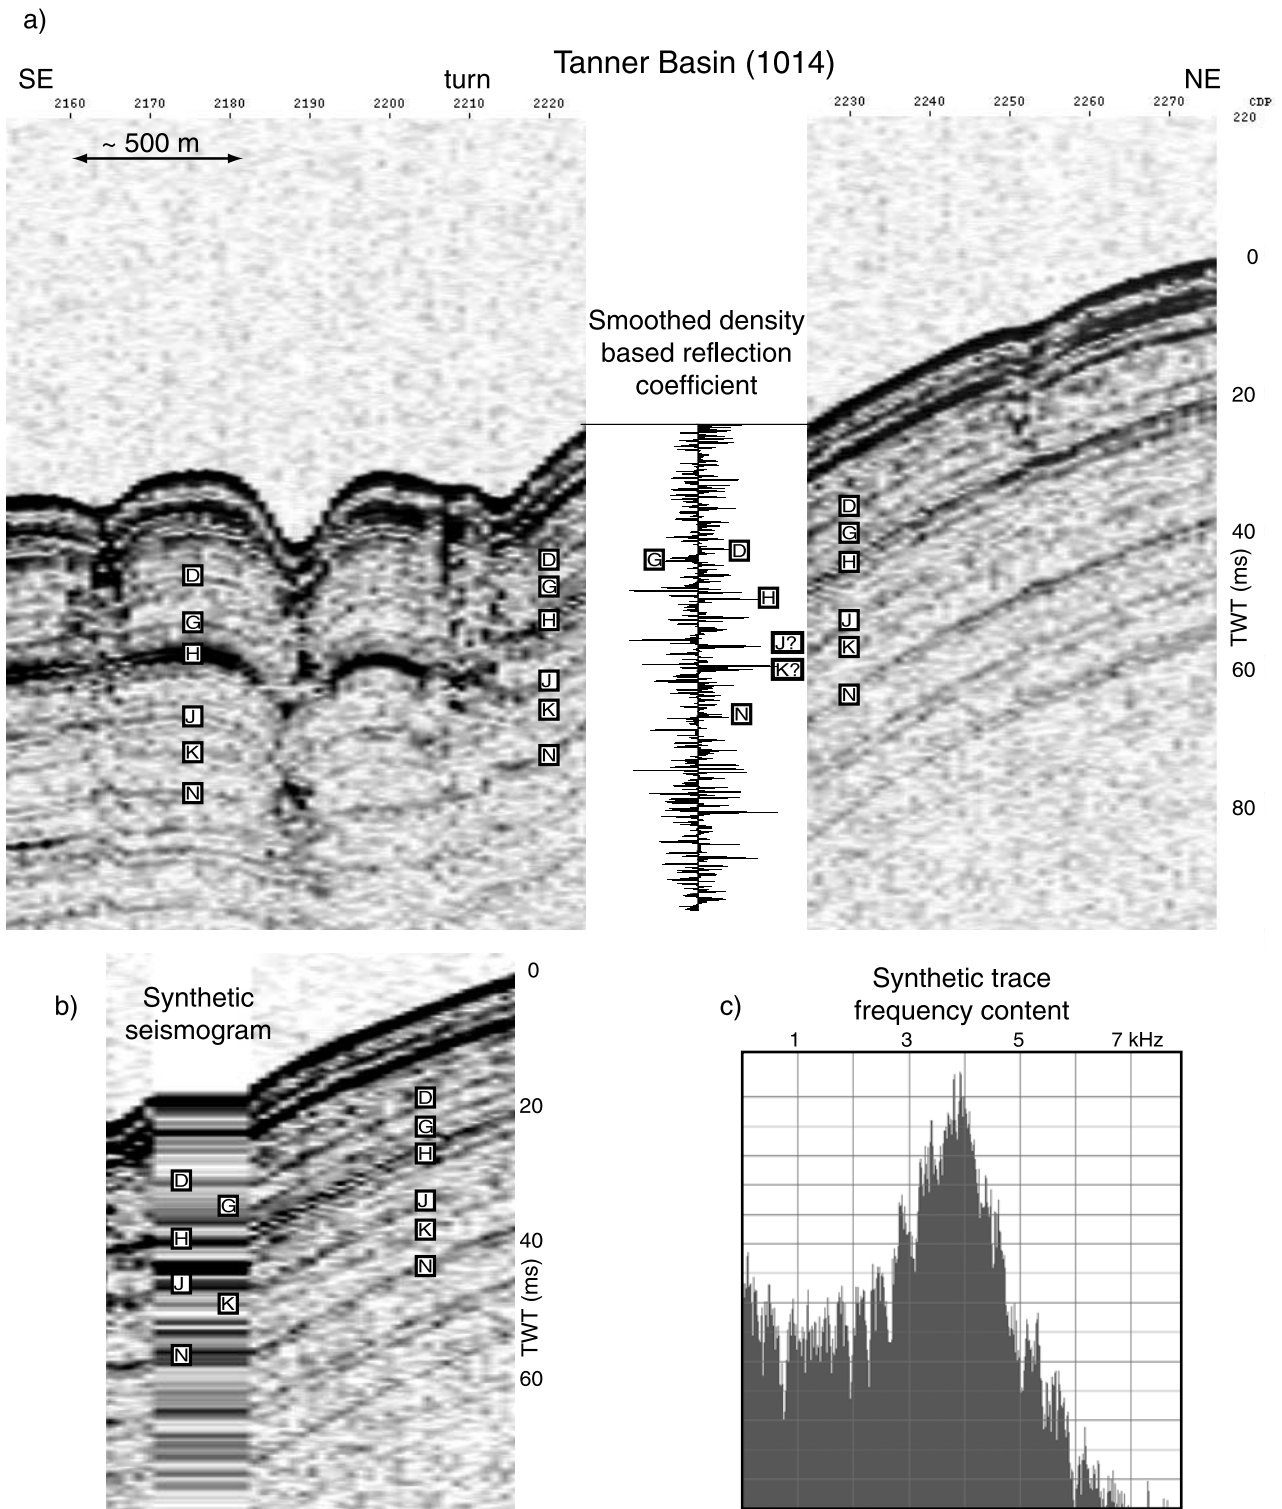 a)
Tanner Basin (1014)
SE
turn
NE
2160 2170 2180 2190 2200 2210 2220 2230 2240 2250 2260 2270 CDP
220
~ 500 m
0
20
40
60
80
TWT (ms)
Smoothed density
based reflection
coefficient
D
G
H
J
K
N
D
G
H
J
K
N
G
D
H
J?
K?
N
D
G
H
J
K
N
b)
Synthetic
seismogram
0
20
40
60
TWT (ms)
D
G
H
J
K
N
D
G
H
J
K
N
c)
Synthetic trace
frequency content
1 3 5 7 kHz